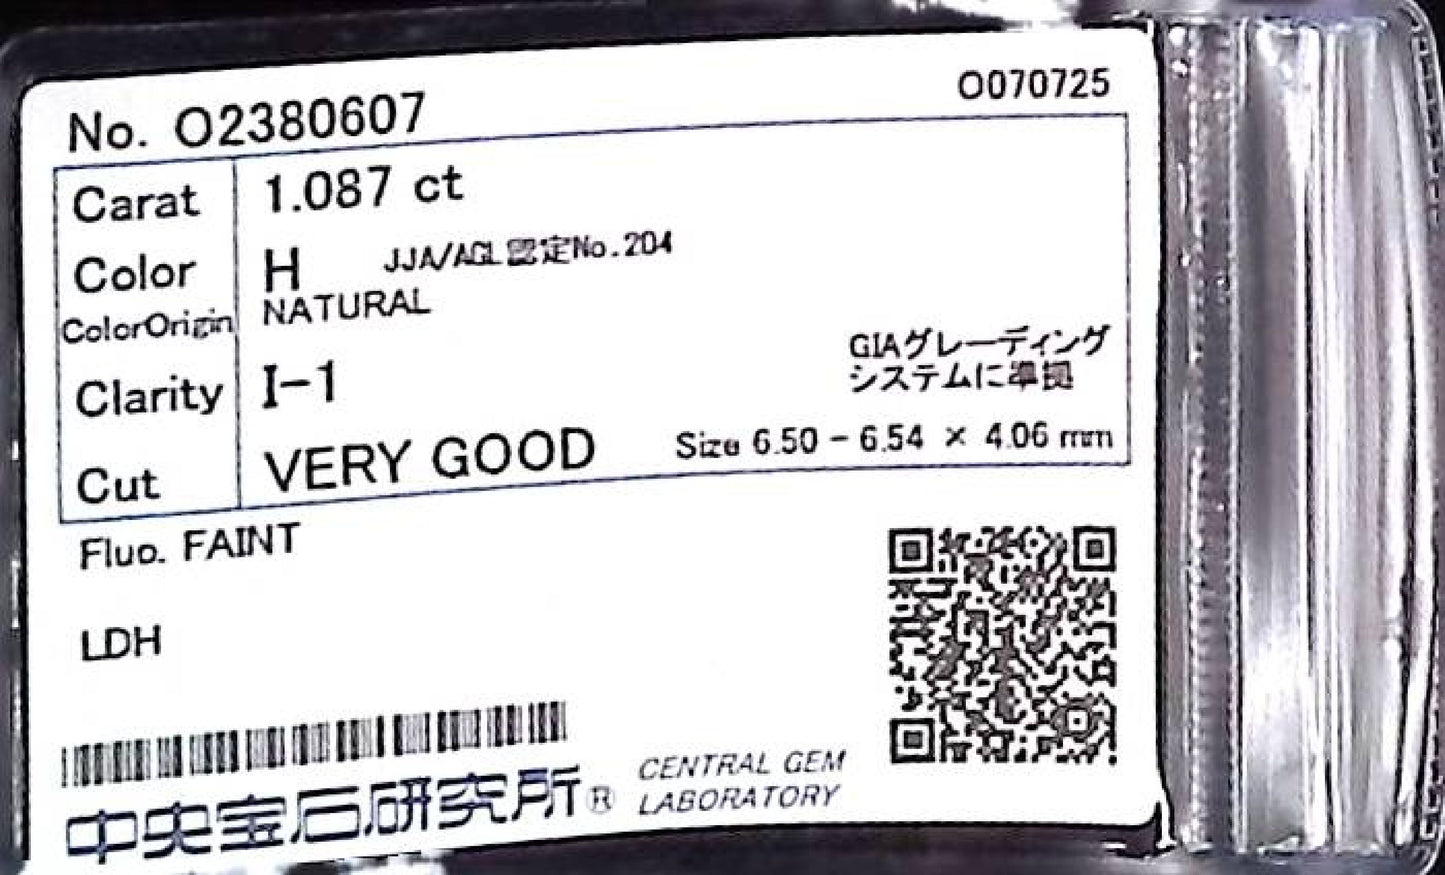 No. O2380607
O070725
Carat 1.087 ct
Color H JJA/AGL認定No.204
ColorOrigin NATURAL
Clarity I-1
GIAグレーディング
システムに準拠
Cut VERY GOOD Size 6.50 - 6.54 × 4.06 mm
Fluo. FAINT
LDH
中央宝石研究所® CENTRAL GEM
LABORATORY